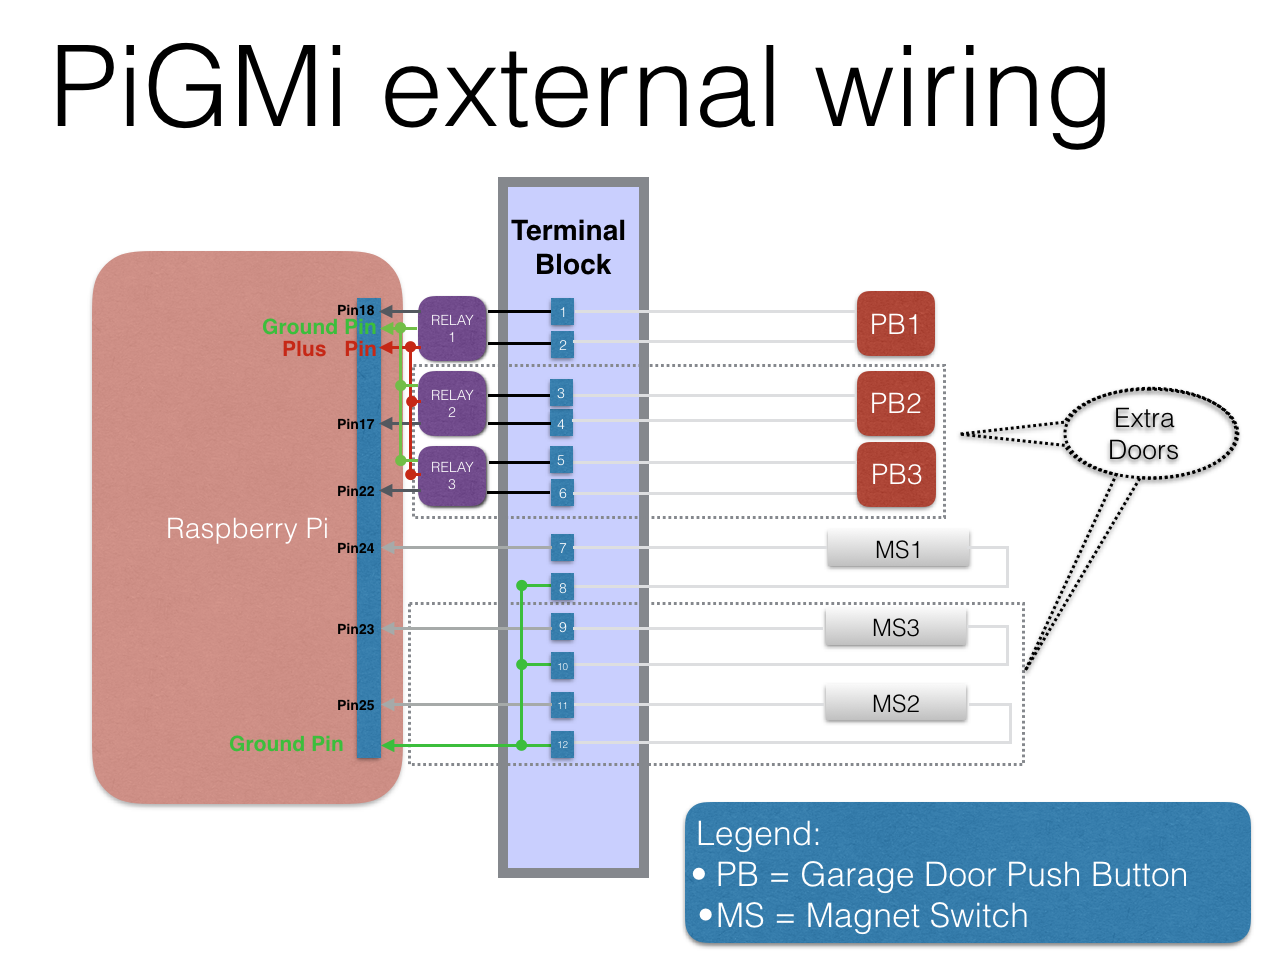 PiGMi external wiring
Terminal
Block
Pin18
Ground Pin
Plus Pin
Pin17
Pin22
Raspberry Pi
Pin24
Pin23
Pin25
Ground Pin
RELAY
1
RELAY
2
RELAY
3
1
2
3
4
5
6
7
8
9
10
11
12
PB1
PB2
PB3
MS1
MS3
MS2
Extra
Doors
Legend:
• PB = Garage Door Push Button
•MS = Magnet Switch